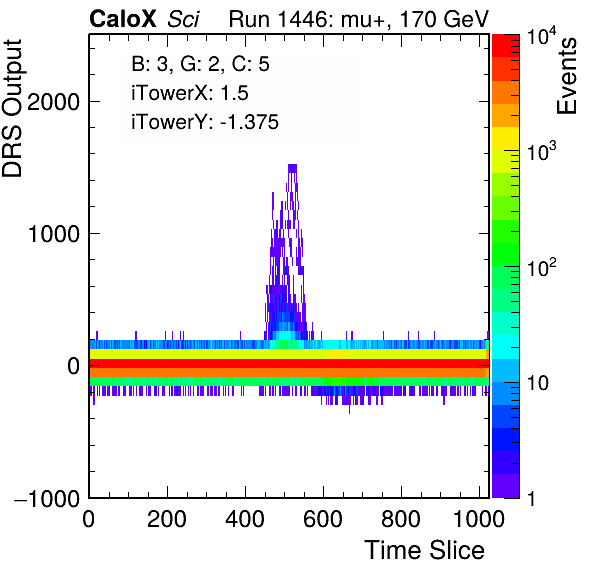 CaloX Sci Run 1446: mu+, 170 GeV
B: 3, G: 2, C: 5
iTowerX: 1.5
iTowerY: -1.375
DRS Output
2000
1000
0
−1000
0 200 400 600 800 1000
Time Slice
Events
10^4
10^3
10^2
10
1